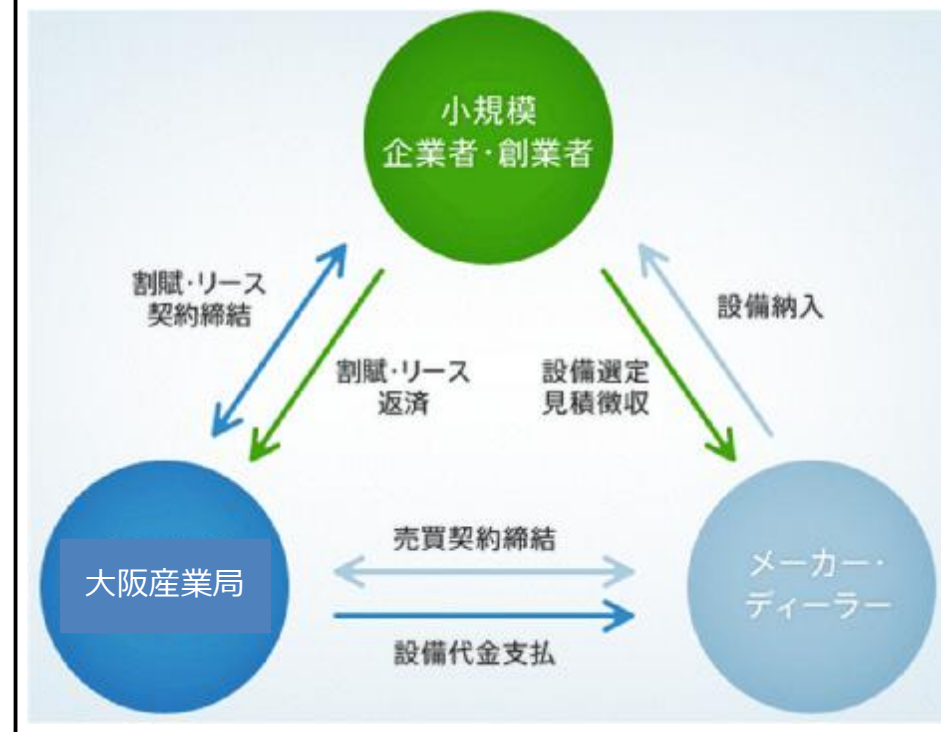 小規模
企業者・創業者
割賦・リース
契約締結
設備納入
割賦・リース
返済
設備選定
見積徴収
売買契約締結
大阪産業局
メーカー・
ディーラー
設備代金支払